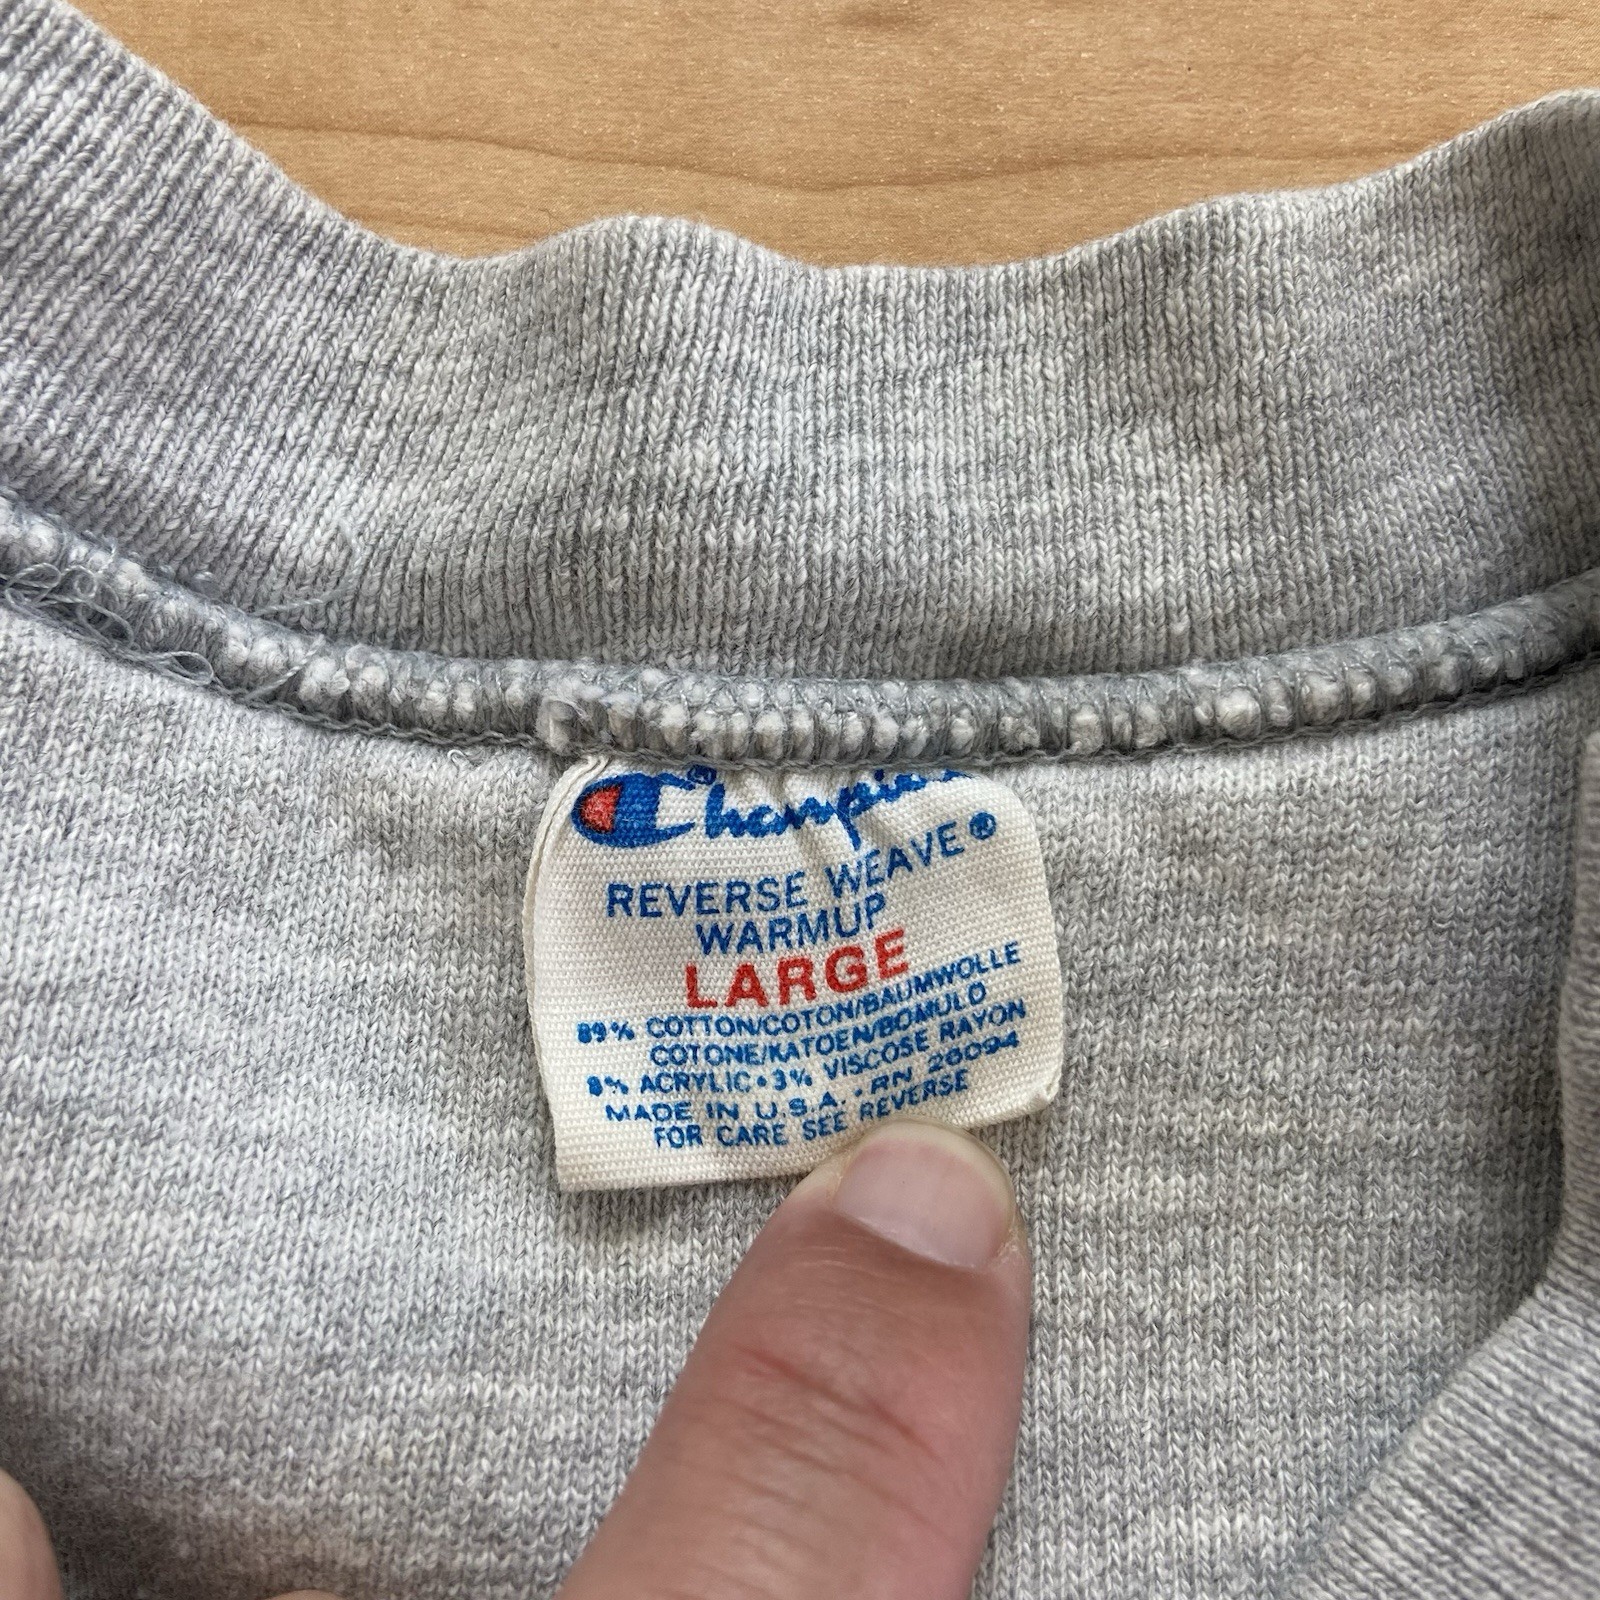 Champion®
REVERSE WEAVE®
WARMUP
LARGE
89% COTTON/COTON/BAUMWOLLE
COTONE/KATOEN/BOMULD
8% ACRYLIC • 3% VISCOSE RAYON
MADE IN U.S.A. • RN 26094
FOR CARE SEE REVERSE